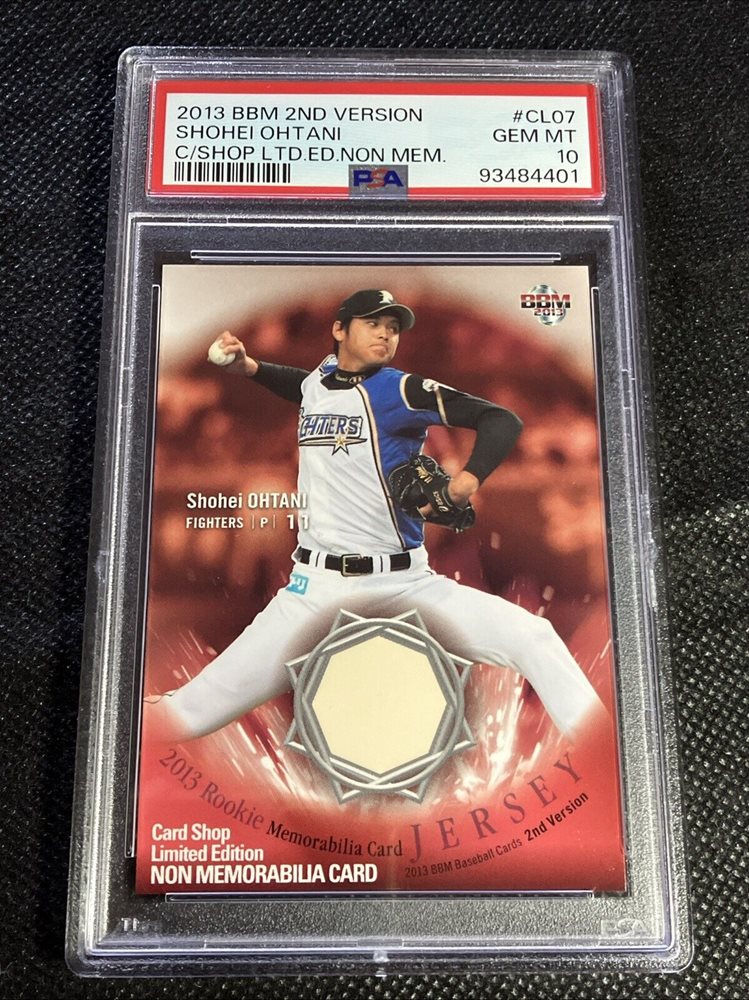 2013 BBM 2ND VERSION #CL07
SHOHEI OHTANI GEM MT
C/SHOP LTD.ED.NON MEM. 10
PSA 93484401
BBM
2013
FIGHTERS
Shohei OHTANI
FIGHTERS | P | 11
2013 Rookie Memorabilia Card JERSEY
2013 BBM Baseball Cards 2nd Version
Card Shop
Limited Edition
NON MEMORABILIA CARD
PSA